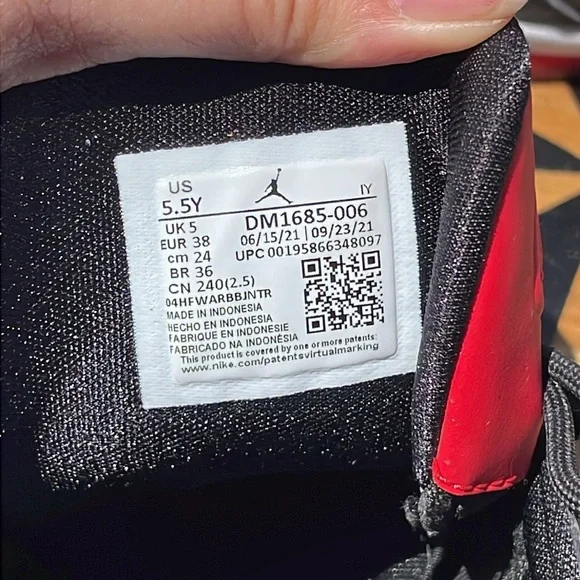 US
IY
5.5Y
DM1685-006
UK 5
06/15/21 | 09/23/21
EUR 38
UPC 00195866348097
cm 24
BR 36
CN 240(2.5)
04HFWARBBJNTR
MADE IN INDONESIA
HECHO EN INDONESIA
FABRIQUE EN INDONESIE
FABRICADO NA INDONÉSIA
This product is covered by one or more patents:
www.nike.com/patentsvirtualmarking